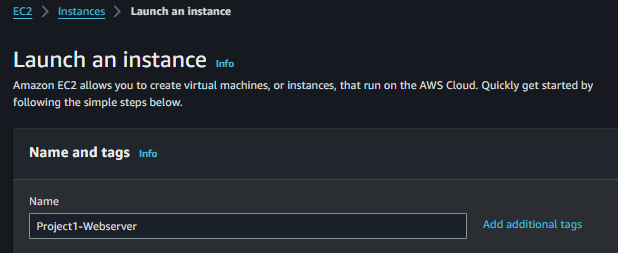 EC2 > Instances > Launch an instance
Launch an instance Info
Amazon EC2 allows you to create virtual machines, or instances, that run on the AWS Cloud. Quickly get started by
following the simple steps below.
Name and tags Info
Name
Project1-Webserver Add additional tags